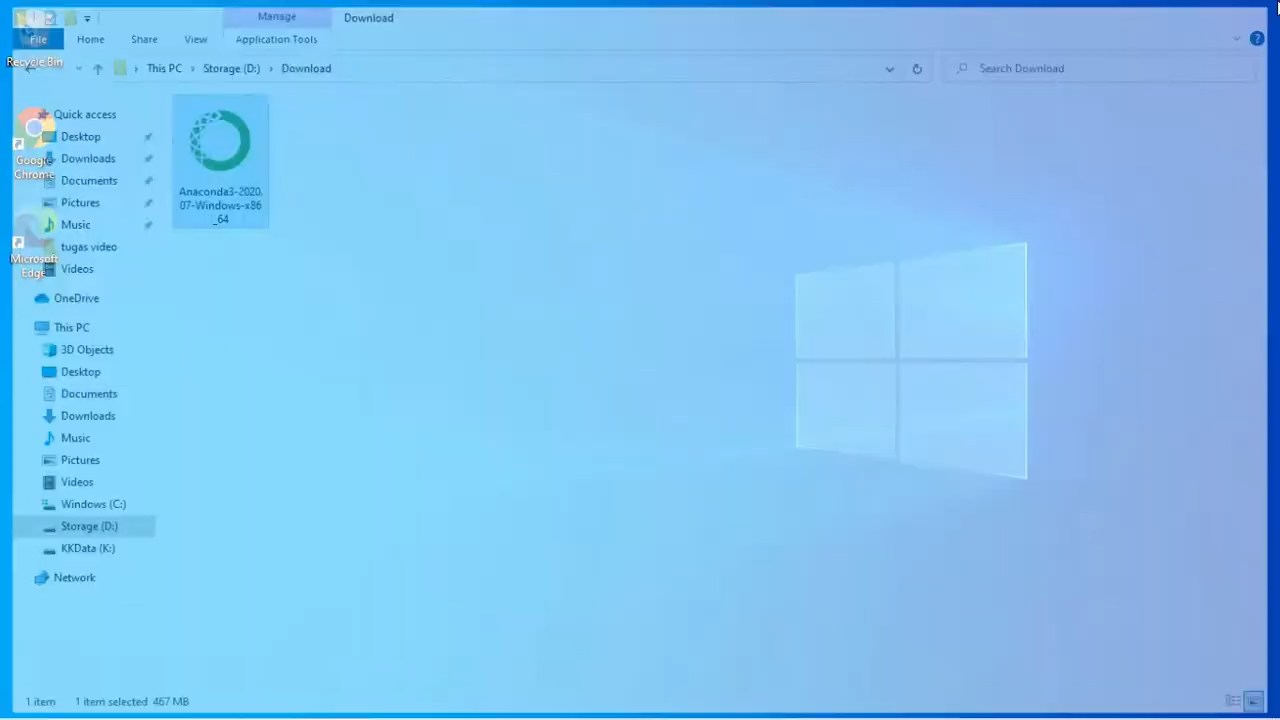 Manage
Download
File
Home
Share
View
Application Tools
Recycle Bin
This PC
Storage (D:)
Download
Search Download
Quick access
Desktop
Downloads
Documents
Pictures
Music
tugas video
Videos
Google
Chrome
Microsoft
Edge
OneDrive
This PC
3D Objects
Desktop
Documents
Downloads
Music
Pictures
Videos
Windows (C:)
Storage (D:)
KKData (K:)
Network
Anaconda3-2020.
07-Windows-x86
_64
1 item
1 item selected 467 MB